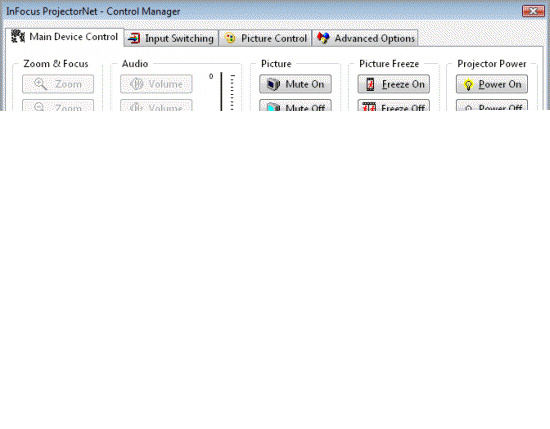 InFocus ProjectorNet - Control Manager
Main Device Control Input Switching Picture Control Advanced Options
Zoom & Focus Audio Picture Picture Freeze Projector Power
Zoom Volume 0 Mute On Freeze On Power On
Zoom Volume Mute Off Freeze Off Power Off